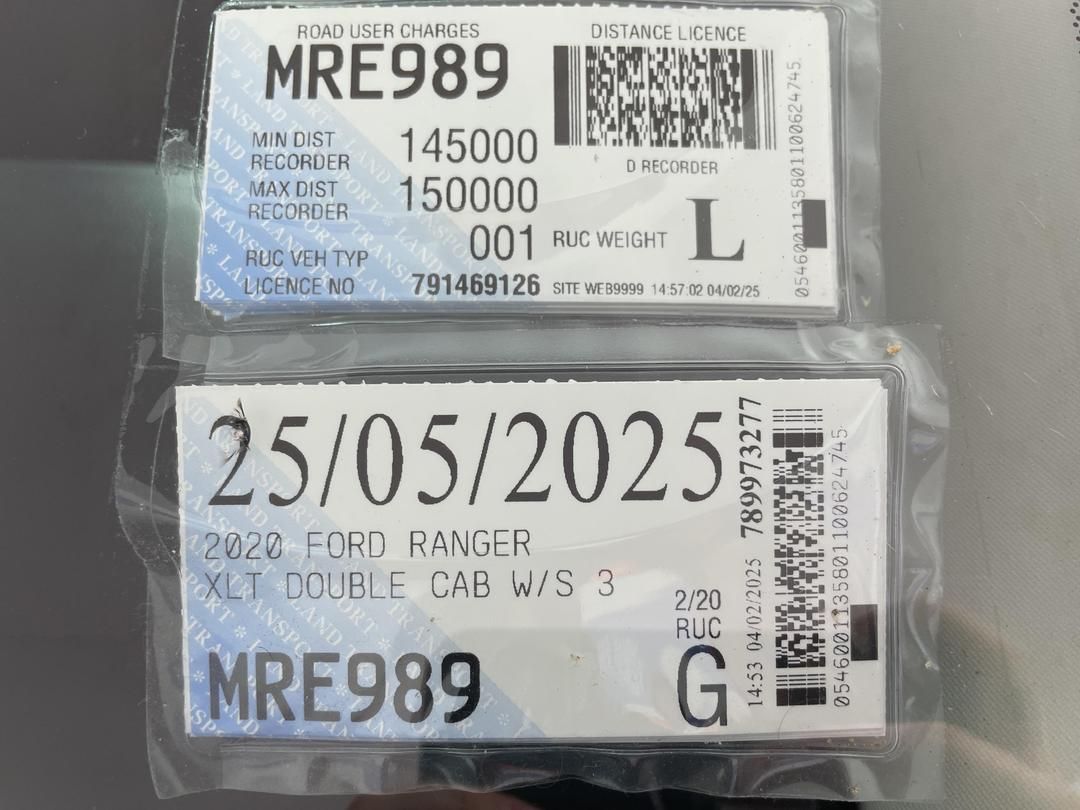 ROAD USER CHARGES
DISTANCE LICENCE
MRE989
MIN DIST RECORDER 145000
D RECORDER
MAX DIST RECORDER 150000
RUC VEH TYP 001
RUC WEIGHT L
LICENCE NO 791469126
SITE WEB9999 14:57:02 04/02/25
0546001135801100624745
25/05/2025
2020 FORD RANGER
XLT DOUBLE CAB W/S 3
2/20
RUC
G
MRE989
14:53 04/02/2025 789973277
0546001135801100624745